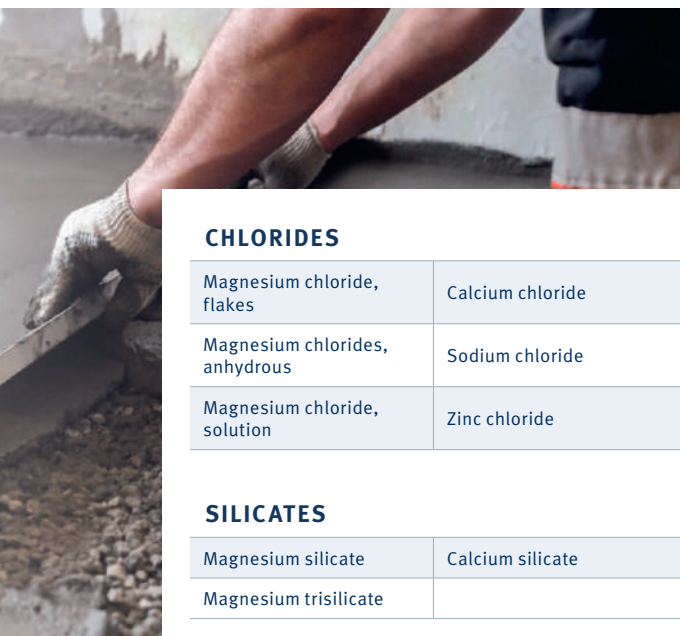 CHLORIDES
Magnesium chloride,
flakes
Calcium chloride
Magnesium chlorides,
anhydrous
Sodium chloride
Magnesium chloride,
solution
Zinc chloride
SILICATES
Magnesium silicate
Calcium silicate
Magnesium trisilicate